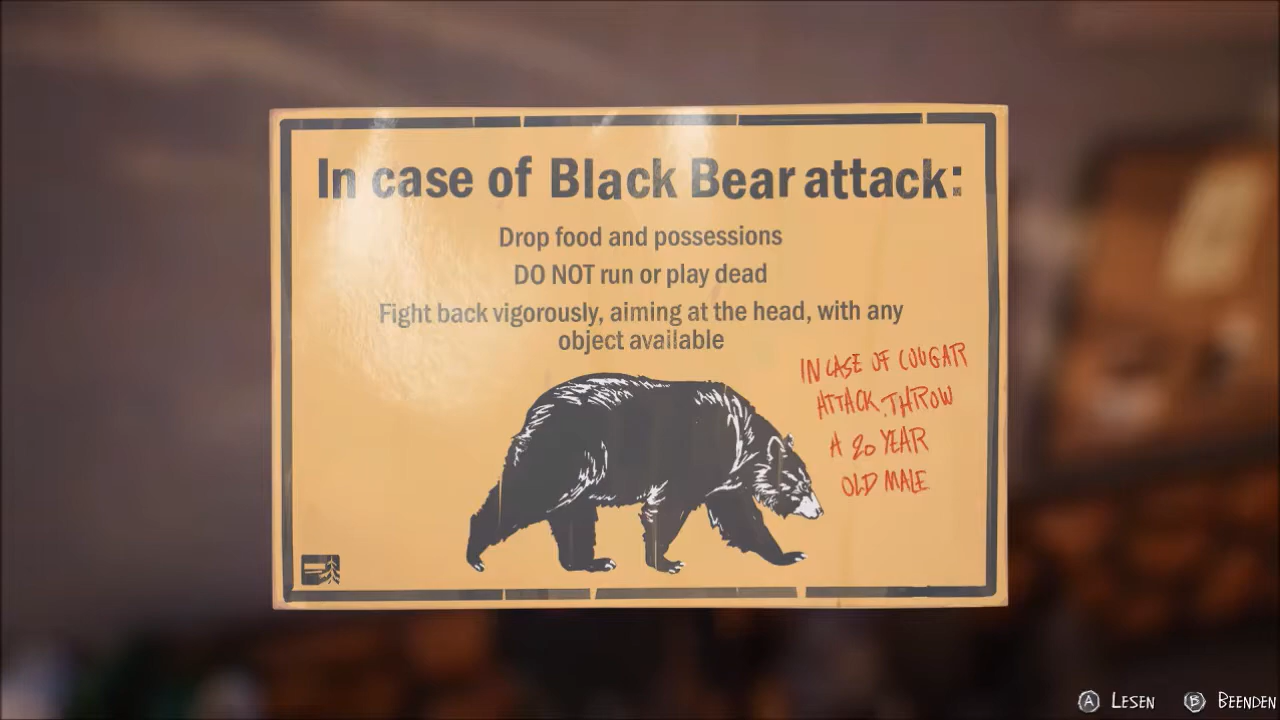 In case of Black Bear attack:
Drop food and possessions
DO NOT run or play dead
Fight back vigorously, aiming at the head, with any
object available
IN CASE OF COUGAR
ATTACK, THROW
A 20 YEAR
OLD MALE
A LESEN B BEENDEN